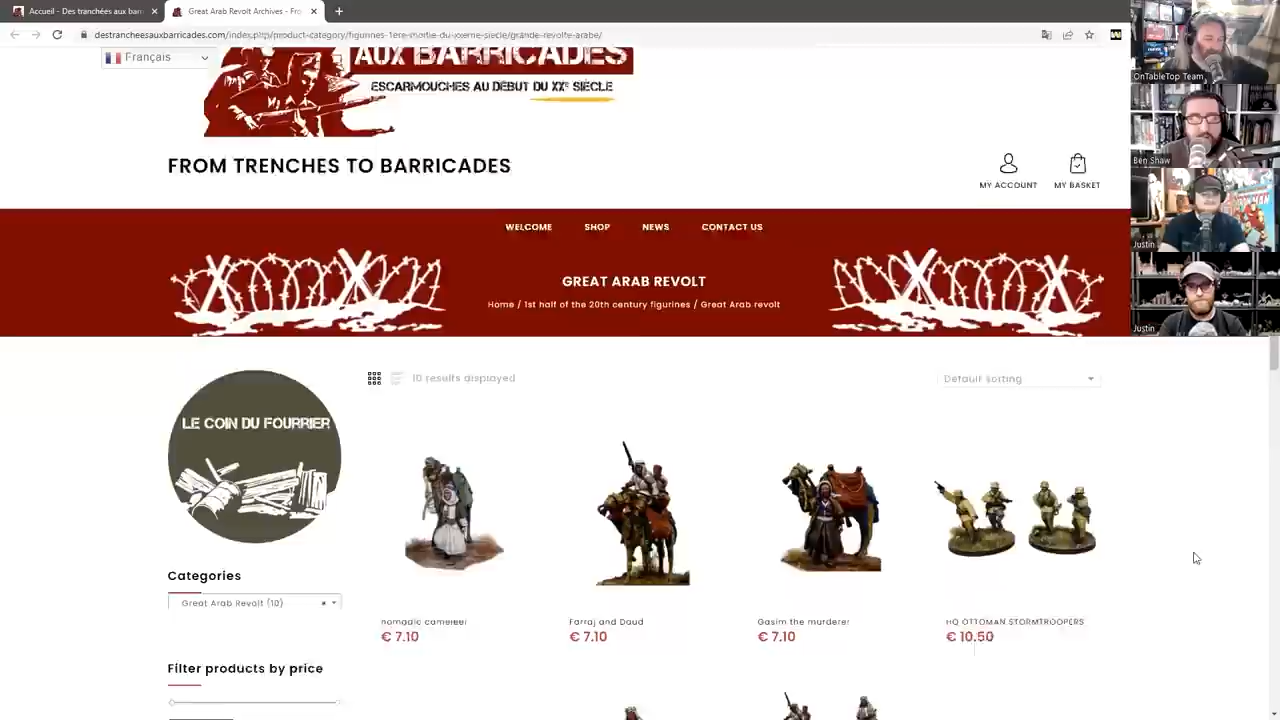 Accueil - Des tranchées aux barr
Great Arab Revolt Archives - Fro
destrancheesauxbarricades.com/index.php/product-category/figurines-1ere-moitie-du-xxeme-siecle/grande-revolte-arabe/
Français
AUX BARRICADES
ESCARMOUCHES AU DÉBUT DU XXᵉ SIÈCLE
FROM TRENCHES TO BARRICADES
MY ACCOUNT
MY BASKET
WELCOME SHOP NEWS CONTACT US
GREAT ARAB REVOLT
Home / 1st half of the 20th century figurines / Great Arab revolt
LE COIN DU FOURRIER
10 results displayed
Default sorting
Categories
Great Arab Revolt (10)
Filter products by price
nomadic cameleer
€ 7.10
Farraj and Daud
€ 7.10
Gasim the murderer
€ 7.10
HQ OTTOMAN STORMTROOPERS
€ 10.50
OnTableTop Team
Ben Shaw
Justin
Justin